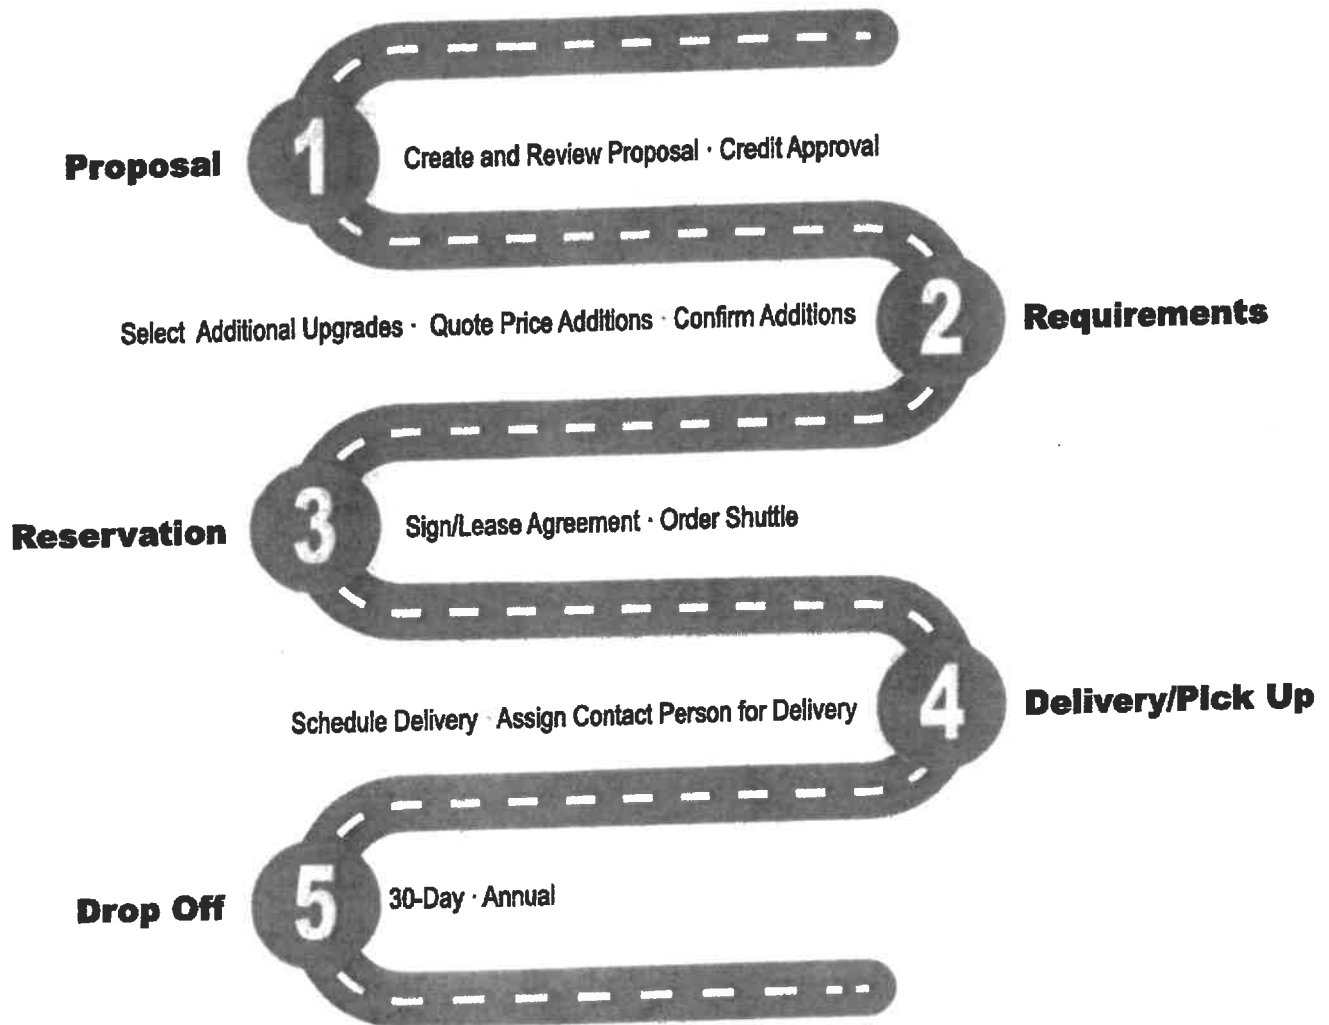 Proposal 1 Create and Review Proposal · Credit Approval
Select Additional Upgrades · Quote Price Additions · Confirm Additions 2 Requirements
Reservation 3 Sign/Lease Agreement · Order Shuttle
Schedule Delivery · Assign Contact Person for Delivery 4 Delivery/Pick Up
Drop Off 5 30-Day · Annual